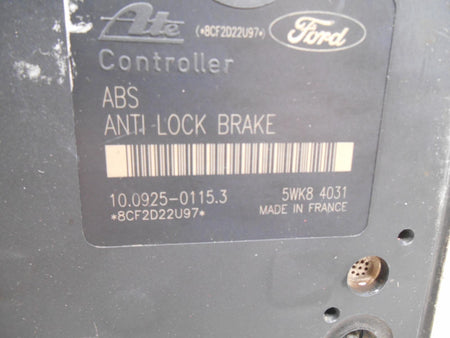 Ate (*8CF2D22U97*) Ford
Controller
ABS
ANTI-LOCK BRAKE
10.0925-0115.3 5WK8 4031
*8CF2D22U97* MADE IN FRANCE